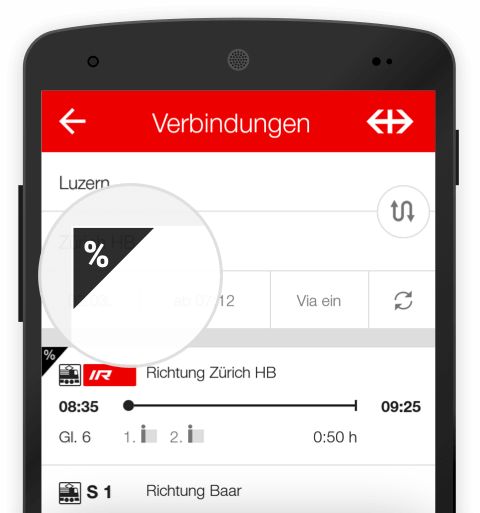 Verbindungen
Luzern
Zürich HB
%
ab 07:12
Via ein
%
IR Richtung Zürich HB
08:35 09:25
Gl. 6 1. 2. 0:50 h
S 1 Richtung Baar